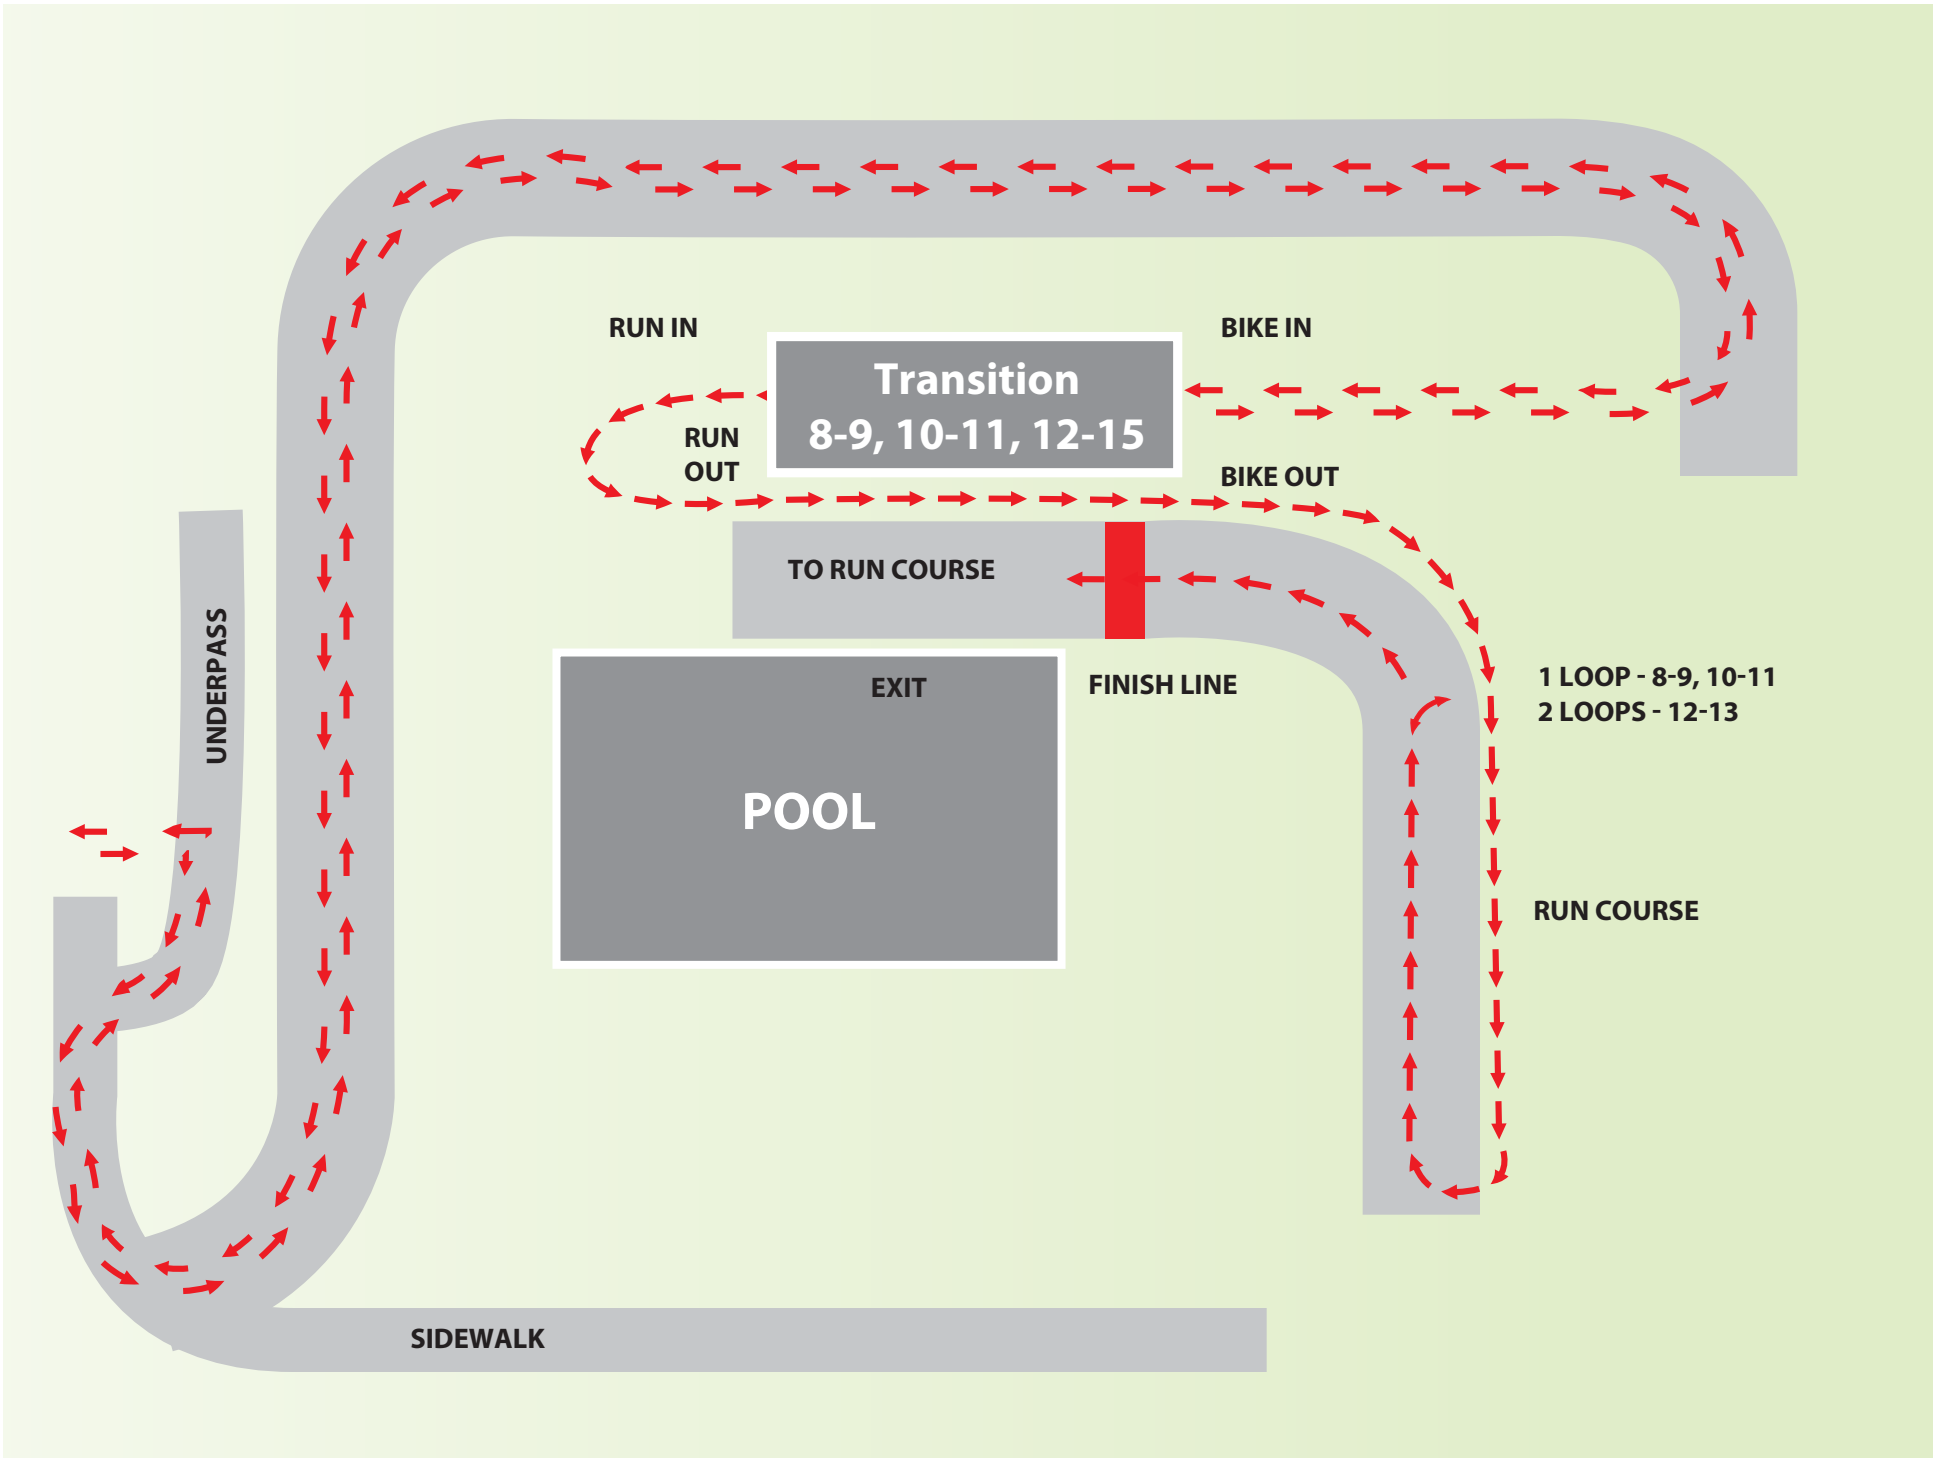 RUN IN
BIKE IN
Transition
8-9, 10-11, 12-15
RUN
OUT
BIKE OUT
TO RUN COURSE
UNDERPASS
EXIT
FINISH LINE
1 LOOP - 8-9, 10-11
2 LOOPS - 12-13
POOL
RUN COURSE
SIDEWALK